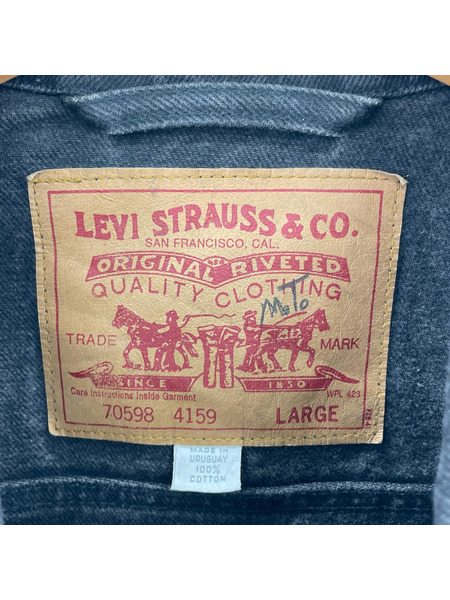 LEVI STRAUSS & CO.
SAN FRANCISCO, CAL.
ORIGINAL RIVETED
QUALITY CLOTHING
TRADE MARK
SINCE 1850
Care Instructions Inside Garment WPL 423
70598 4159 LARGE
MADE IN
URUGUAY
100%
COTTON